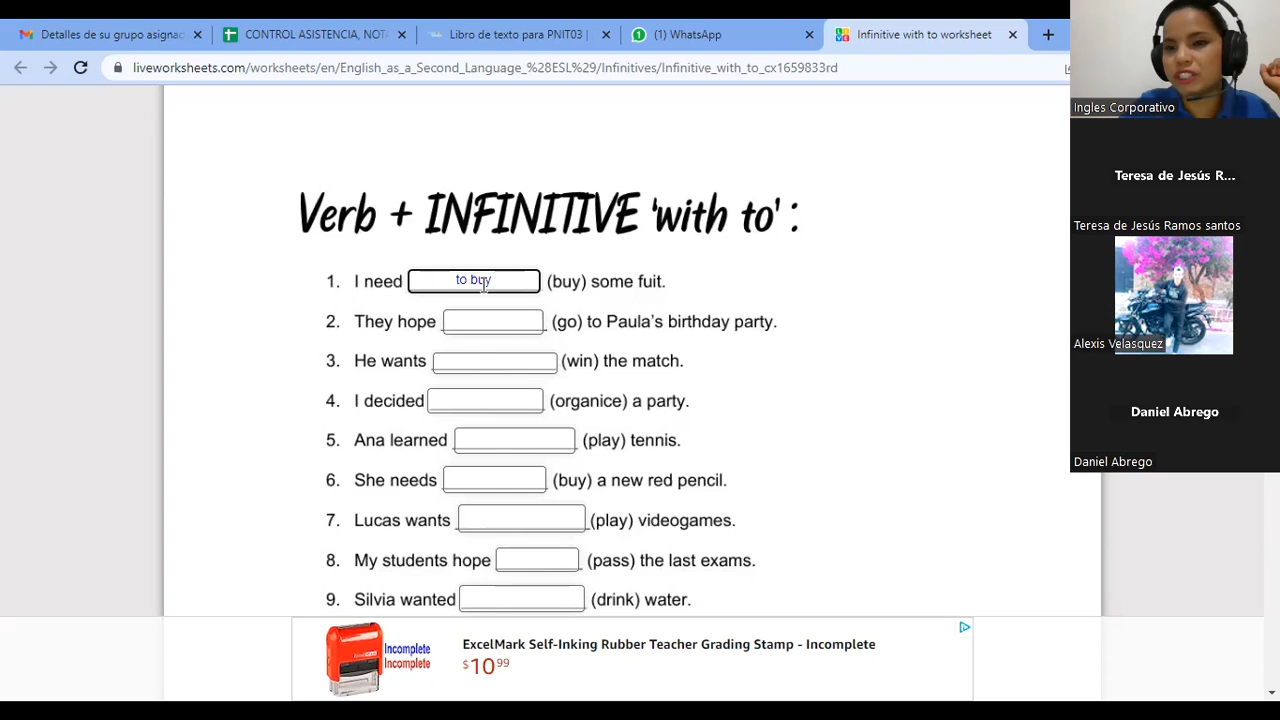 Detalles de su grupo asignac
CONTROL ASISTENCIA, NOT
Libro de texto para PNIT03 |
(1) WhatsApp
Infinitive with to worksheet
liveworksheets.com/worksheets/en/English_as_a_Second_Language_%28ESL%29/Infinitives/Infinitive_with_to_cx1659833rd
Ingles Corporativo
Teresa de Jesús R...
Teresa de Jesús Ramos santos
Alexis Velasquez
Daniel Abrego
Daniel Abrego
Verb + INFINITIVE 'with to' :
1. I need to buy (buy) some fuit.
2. They hope (go) to Paula's birthday party.
3. He wants (win) the match.
4. I decided (organice) a party.
5. Ana learned (play) tennis.
6. She needs (buy) a new red pencil.
7. Lucas wants (play) videogames.
8. My students hope (pass) the last exams.
9. Silvia wanted (drink) water.
Incomplete
Incomplete
ExcelMark Self-Inking Rubber Teacher Grading Stamp - Incomplete
$10 99